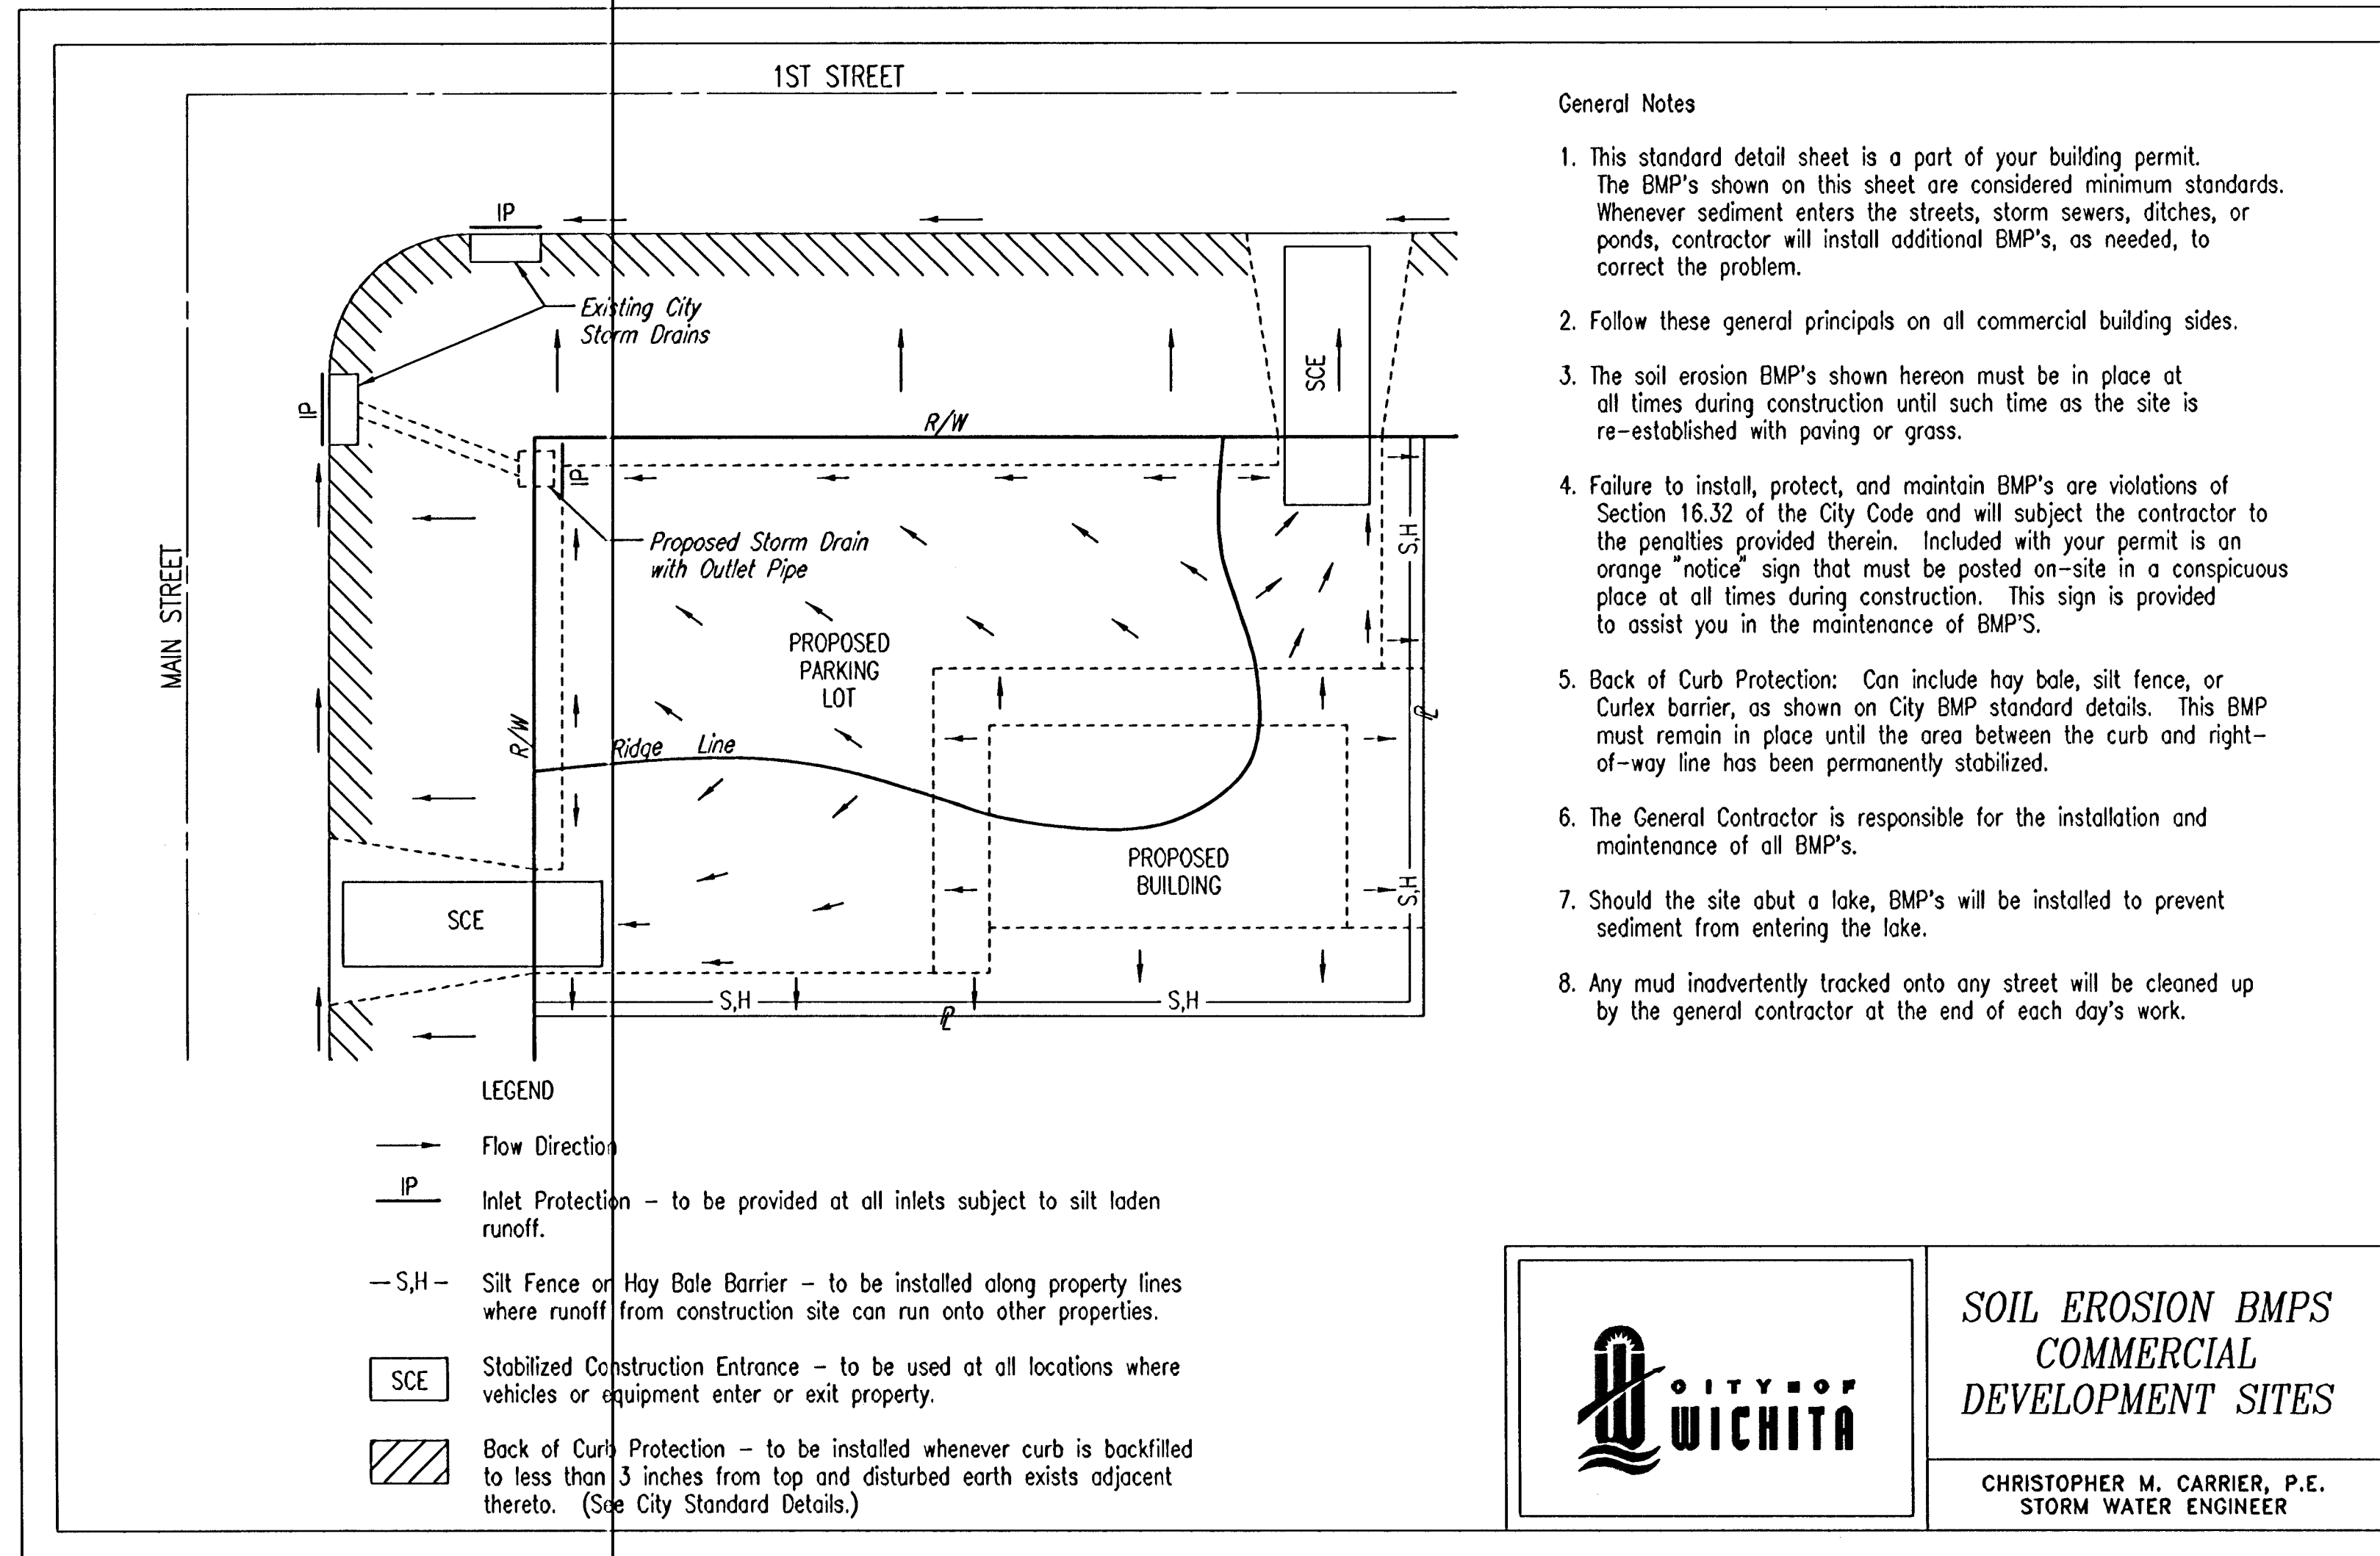 1ST STREET
IP
Existing City
Storm Drains
IP
SCE
R/W
IP
S,H
Proposed Storm Drain
with Outlet Pipe
MAIN STREET
PROPOSED
PARKING
LOT
R/W
Ridge Line
PL
PROPOSED
BUILDING
S,H
SCE
S,H
S,H
PL
LEGEND
Flow Direction
IP
Inlet Protection – to be provided at all inlets subject to silt laden
runoff.
– S,H –
Silt Fence or Hay Bale Barrier – to be installed along property lines
where runoff from construction site can run onto other properties.
SCE
Stabilized Construction Entrance – to be used at all locations where
vehicles or equipment enter or exit property.
Back of Curb Protection – to be installed whenever curb is backfilled
to less than 3 inches from top and disturbed earth exists adjacent
thereto. (See City Standard Details.)
General Notes
1. This standard detail sheet is a part of your building permit.
The BMP's shown on this sheet are considered minimum standards.
Whenever sediment enters the streets, storm sewers, ditches, or
ponds, contractor will install additional BMP's, as needed, to
correct the problem.
2. Follow these general principals on all commercial building sides.
3. The soil erosion BMP's shown hereon must be in place at
all times during construction until such time as the site is
re-established with paving or grass.
4. Failure to install, protect, and maintain BMP's are violations of
Section 16.32 of the City Code and will subject the contractor to
the penalties provided therein. Included with your permit is an
orange "notice" sign that must be posted on-site in a conspicuous
place at all times during construction. This sign is provided
to assist you in the maintenance of BMP'S.
5. Back of Curb Protection: Can include hay bale, silt fence, or
Curlex barrier, as shown on City BMP standard details. This BMP
must remain in place until the area between the curb and right-
of-way line has been permanently stabilized.
6. The General Contractor is responsible for the installation and
maintenance of all BMP's.
7. Should the site abut a lake, BMP's will be installed to prevent
sediment from entering the lake.
8. Any mud inadvertently tracked onto any street will be cleaned up
by the general contractor at the end of each day's work.
CITY OF
WICHITA
SOIL EROSION BMPS
COMMERCIAL
DEVELOPMENT SITES
CHRISTOPHER M. CARRIER, P.E.
STORM WATER ENGINEER